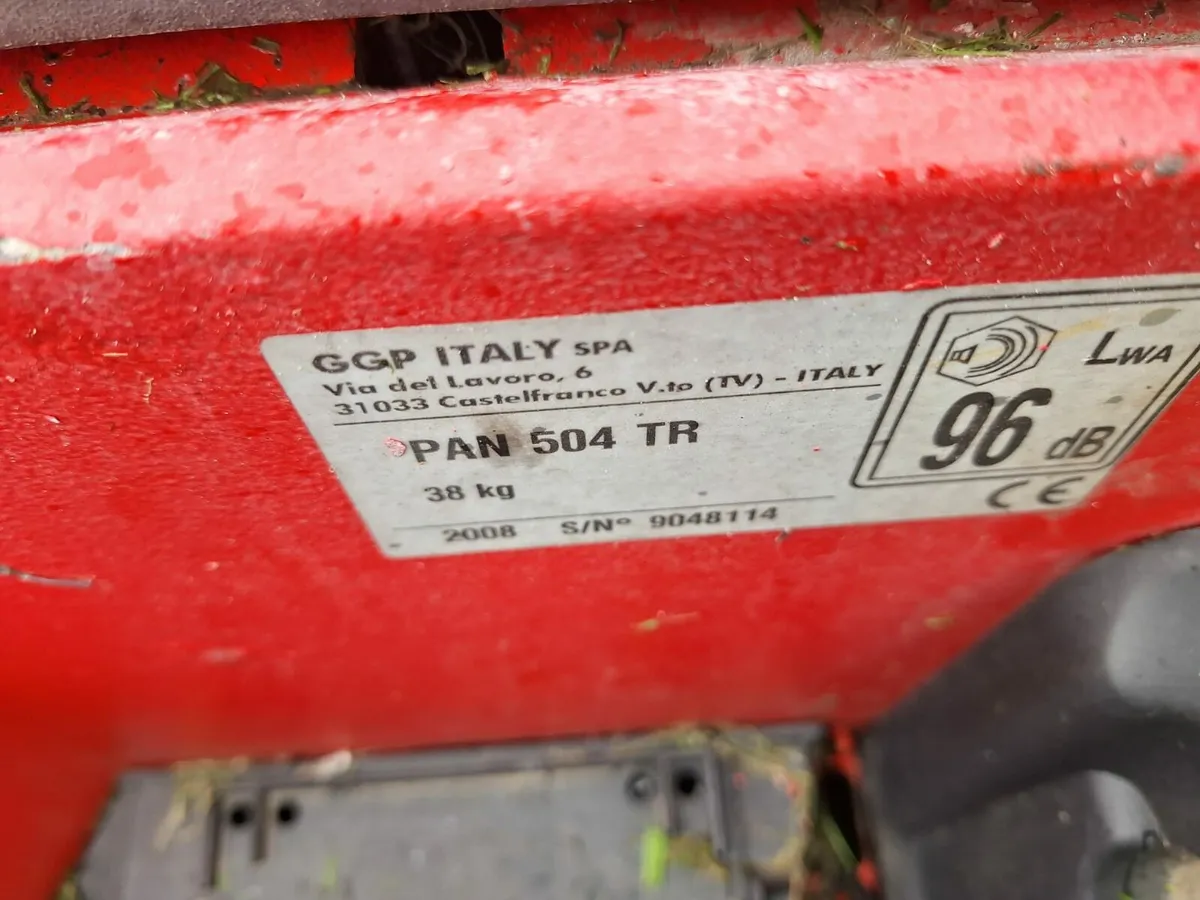 GGP ITALY SPA
Via del Lavoro, 6
31033 Castelfranco V.to (TV) - ITALY
PAN 504 TR
38 kg
2008 S/N° 9048114
LWA
96 dB
CE